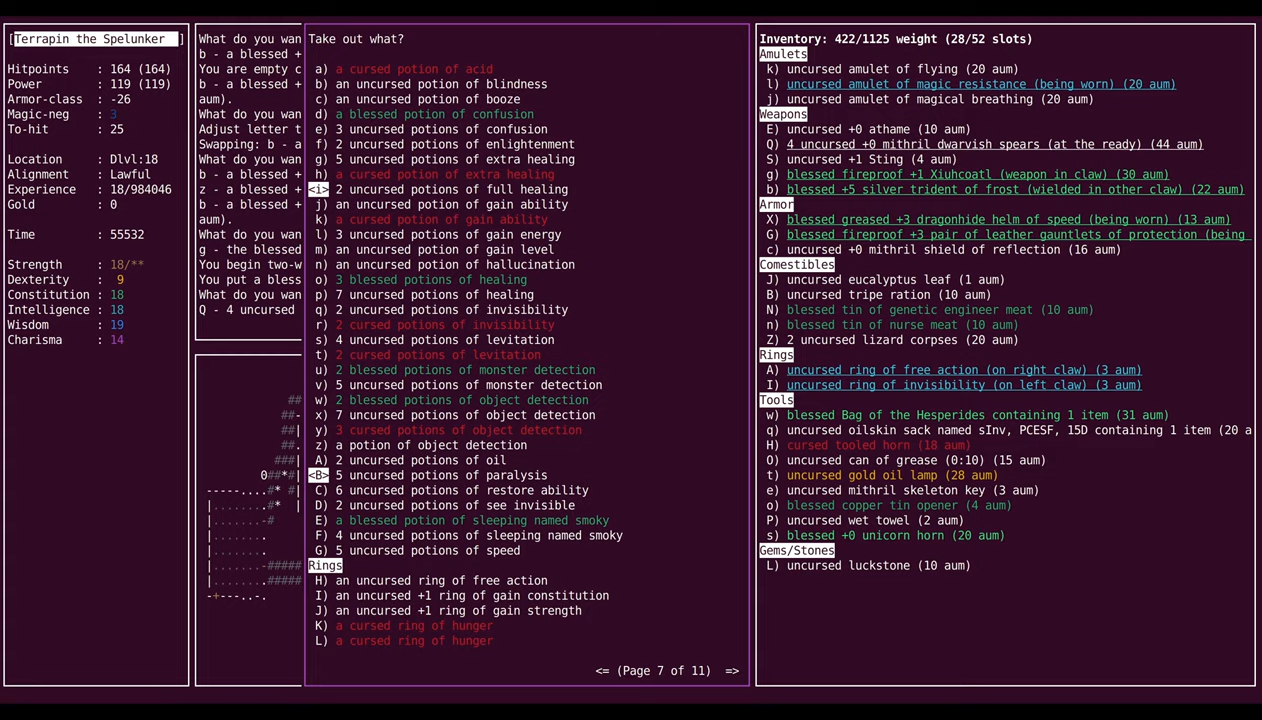 [Terrapin the Spelunker ]
Hitpoints : 164 (164)
Power : 119 (119)
Armor-class : -26
Magic-neg : 3
To-hit : 25
Location : Dlvl:18
Alignment : Lawful
Experience : 18/984046
Gold : 0
Time : 55532
Strength : 18/**
Dexterity : 9
Constitution : 18
Intelligence : 18
Wisdom : 19
Charisma : 14
What do you wan
b - a blessed +
You are empty c
b - a blessed +
aum).
What do you wan
Adjust letter t
Swapping: b - a
What do you wan
b - a blessed +
z - a blessed +
b - a blessed +
aum).
What do you wan
g - the blessed
You begin two-w
You put a bless
What do you wan
Q - 4 uncursed
Take out what?
a) a cursed potion of acid
b) an uncursed potion of blindness
c) an uncursed potion of booze
d) a blessed potion of confusion
e) 3 uncursed potions of confusion
f) 2 uncursed potions of enlightenment
g) 5 uncursed potions of extra healing
h) a cursed potion of extra healing
<i> 2 uncursed potions of full healing
j) an uncursed potion of gain ability
k) a cursed potion of gain ability
l) 3 uncursed potions of gain energy
m) an uncursed potion of gain level
n) an uncursed potion of hallucination
o) 3 blessed potions of healing
p) 7 uncursed potions of healing
q) 2 uncursed potions of invisibility
r) 2 cursed potions of invisibility
s) 4 uncursed potions of levitation
t) 2 cursed potions of levitation
u) 2 blessed potions of monster detection
v) 5 uncursed potions of monster detection
w) 2 blessed potions of object detection
x) 7 uncursed potions of object detection
y) 3 cursed potions of object detection
z) a potion of object detection
A) 2 uncursed potions of oil
<B> 5 uncursed potions of paralysis
C) 6 uncursed potions of restore ability
D) 2 uncursed potions of see invisible
E) a blessed potion of sleeping named smoky
F) 4 uncursed potions of sleeping named smoky
G) 5 uncursed potions of speed
Rings
H) an uncursed ring of free action
I) an uncursed +1 ring of gain constitution
J) an uncursed +1 ring of gain strength
K) a cursed ring of hunger
L) a cursed ring of hunger
<= (Page 7 of 11) =>
Inventory: 422/1125 weight (28/52 slots)
Amulets
k) uncursed amulet of flying (20 aum)
l) uncursed amulet of magic resistance (being worn) (20 aum)
j) uncursed amulet of magical breathing (20 aum)
Weapons
E) uncursed +0 athame (10 aum)
Q) 4 uncursed +0 mithril dwarvish spears (at the ready) (44 aum)
S) uncursed +1 Sting (4 aum)
g) blessed fireproof +1 Xiuhcoatl (weapon in claw) (30 aum)
b) blessed +5 silver trident of frost (wielded in other claw) (22 aum)
Armor
X) blessed greased +3 dragonhide helm of speed (being worn) (13 aum)
G) blessed fireproof +3 pair of leather gauntlets of protection (being
c) uncursed +0 mithril shield of reflection (16 aum)
Comestibles
J) uncursed eucalyptus leaf (1 aum)
B) uncursed tripe ration (10 aum)
N) blessed tin of genetic engineer meat (10 aum)
n) blessed tin of nurse meat (10 aum)
Z) 2 uncursed lizard corpses (20 aum)
Rings
A) uncursed ring of free action (on right claw) (3 aum)
I) uncursed ring of invisibility (on left claw) (3 aum)
Tools
w) blessed Bag of the Hesperides containing 1 item (31 aum)
q) uncursed oilskin sack named sInv, PCESF, 15D containing 1 item (20 a
H) cursed tooled horn (18 aum)
O) uncursed can of grease (0:10) (15 aum)
t) uncursed gold oil lamp (28 aum)
e) uncursed mithril skeleton key (3 aum)
o) blessed copper tin opener (4 aum)
P) uncursed wet towel (2 aum)
s) blessed +0 unicorn horn (20 aum)
Gems/Stones
L) uncursed luckstone (10 aum)